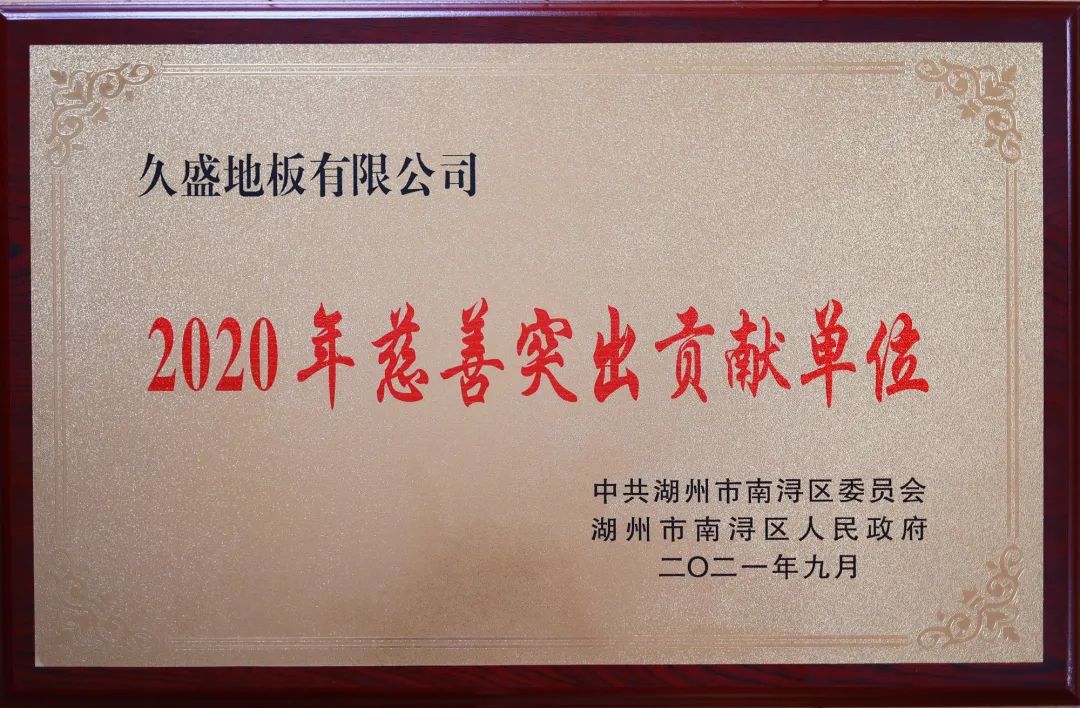 久盛地板有限公司
2020年慈善突出贡献单位
中共湖州市南浔区委员会
湖州市南浔区人民政府
二〇二一年九月